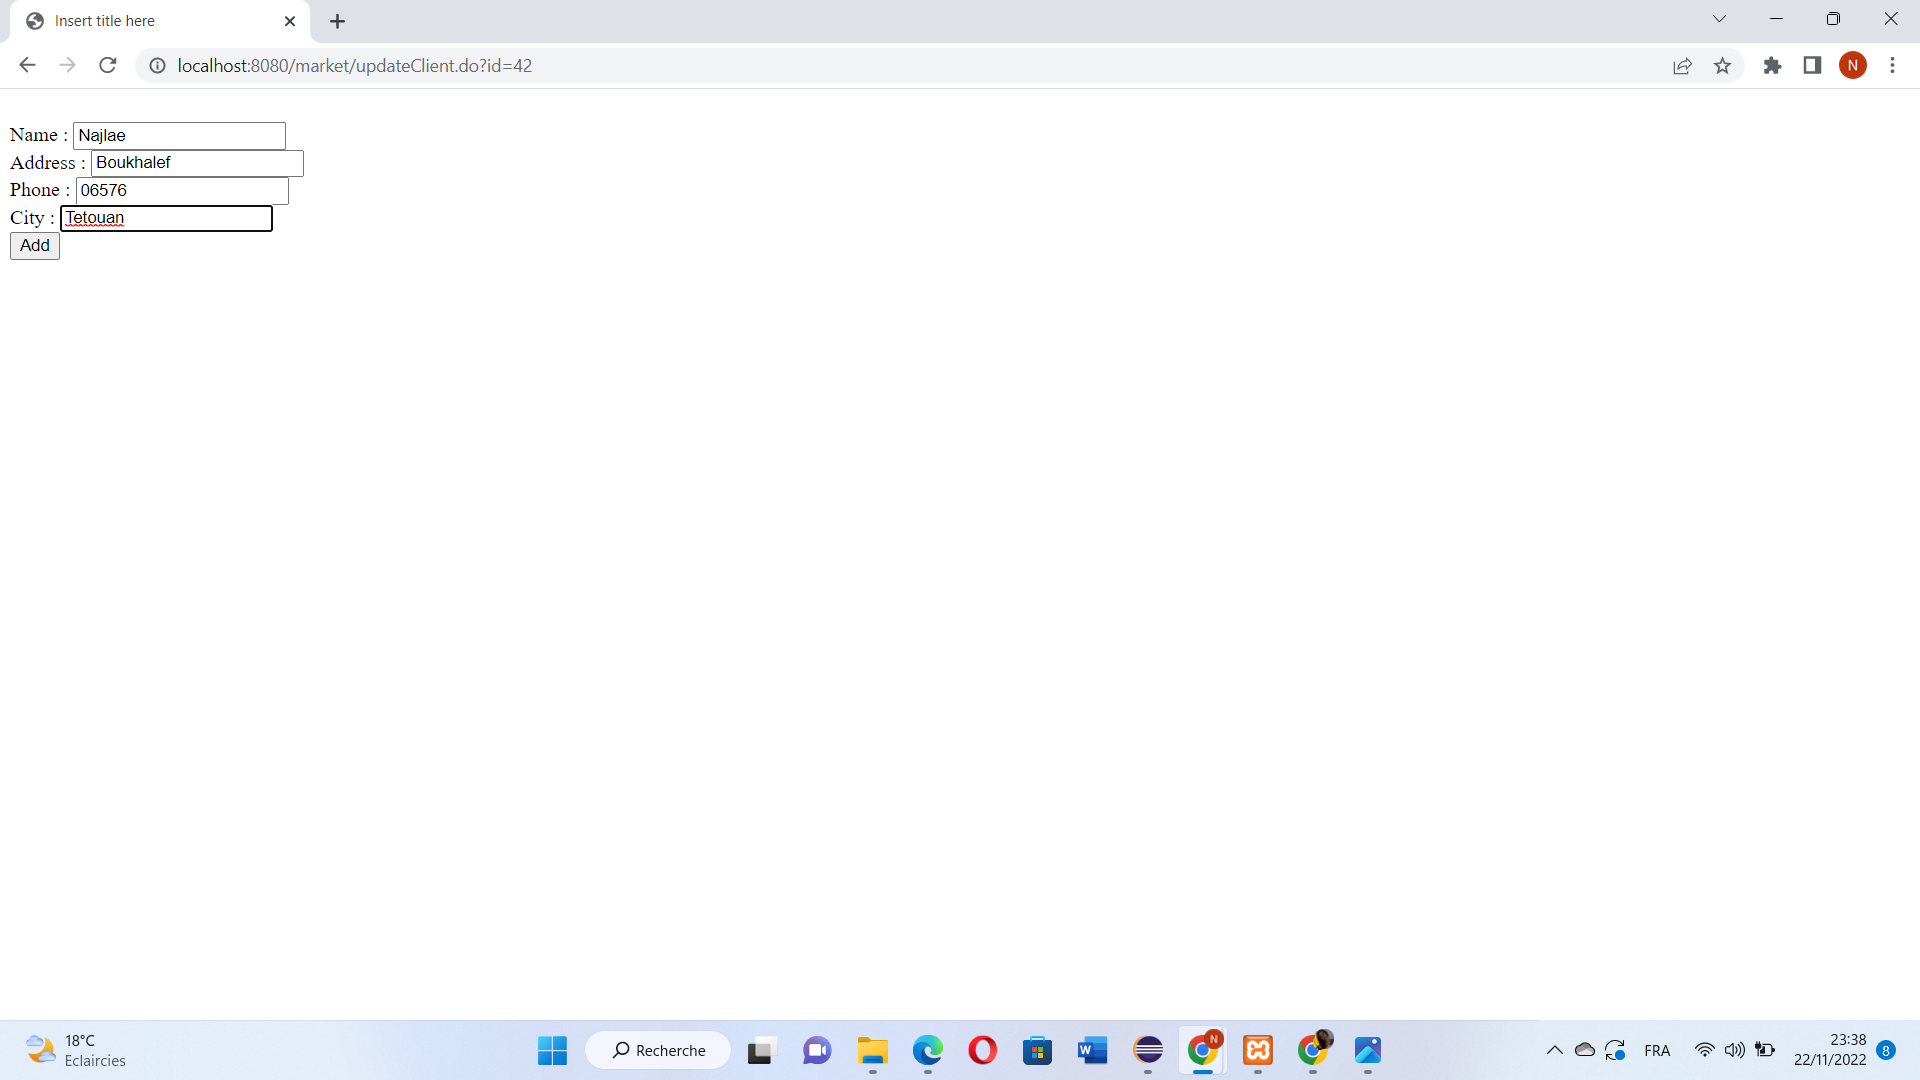 Insert title here
localhost:8080/market/updateClient.do?id=42
N
Name : Najlae
Address : Boukhalef
Phone : 06576
City : Tetouan
Add
18°C
Eclaircies
Recherche
W
N
FRA
23:38
22/11/2022
8